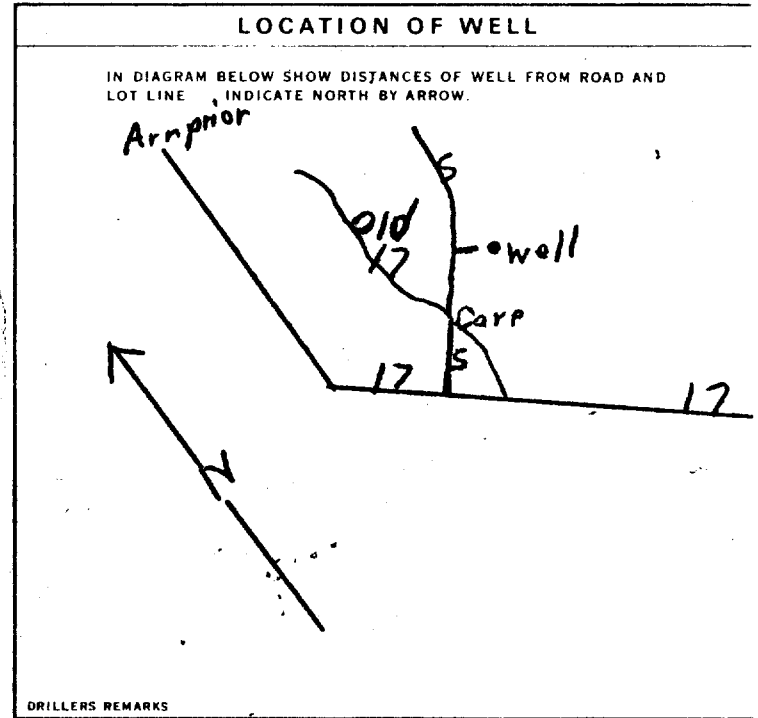 LOCATION OF WELL
IN DIAGRAM BELOW SHOW DISTANCES OF WELL FROM ROAD AND
LOT LINE , INDICATE NORTH BY ARROW.
Arnprior
5
old
17
well
Carp
5
17
17
N
DRILLERS REMARKS